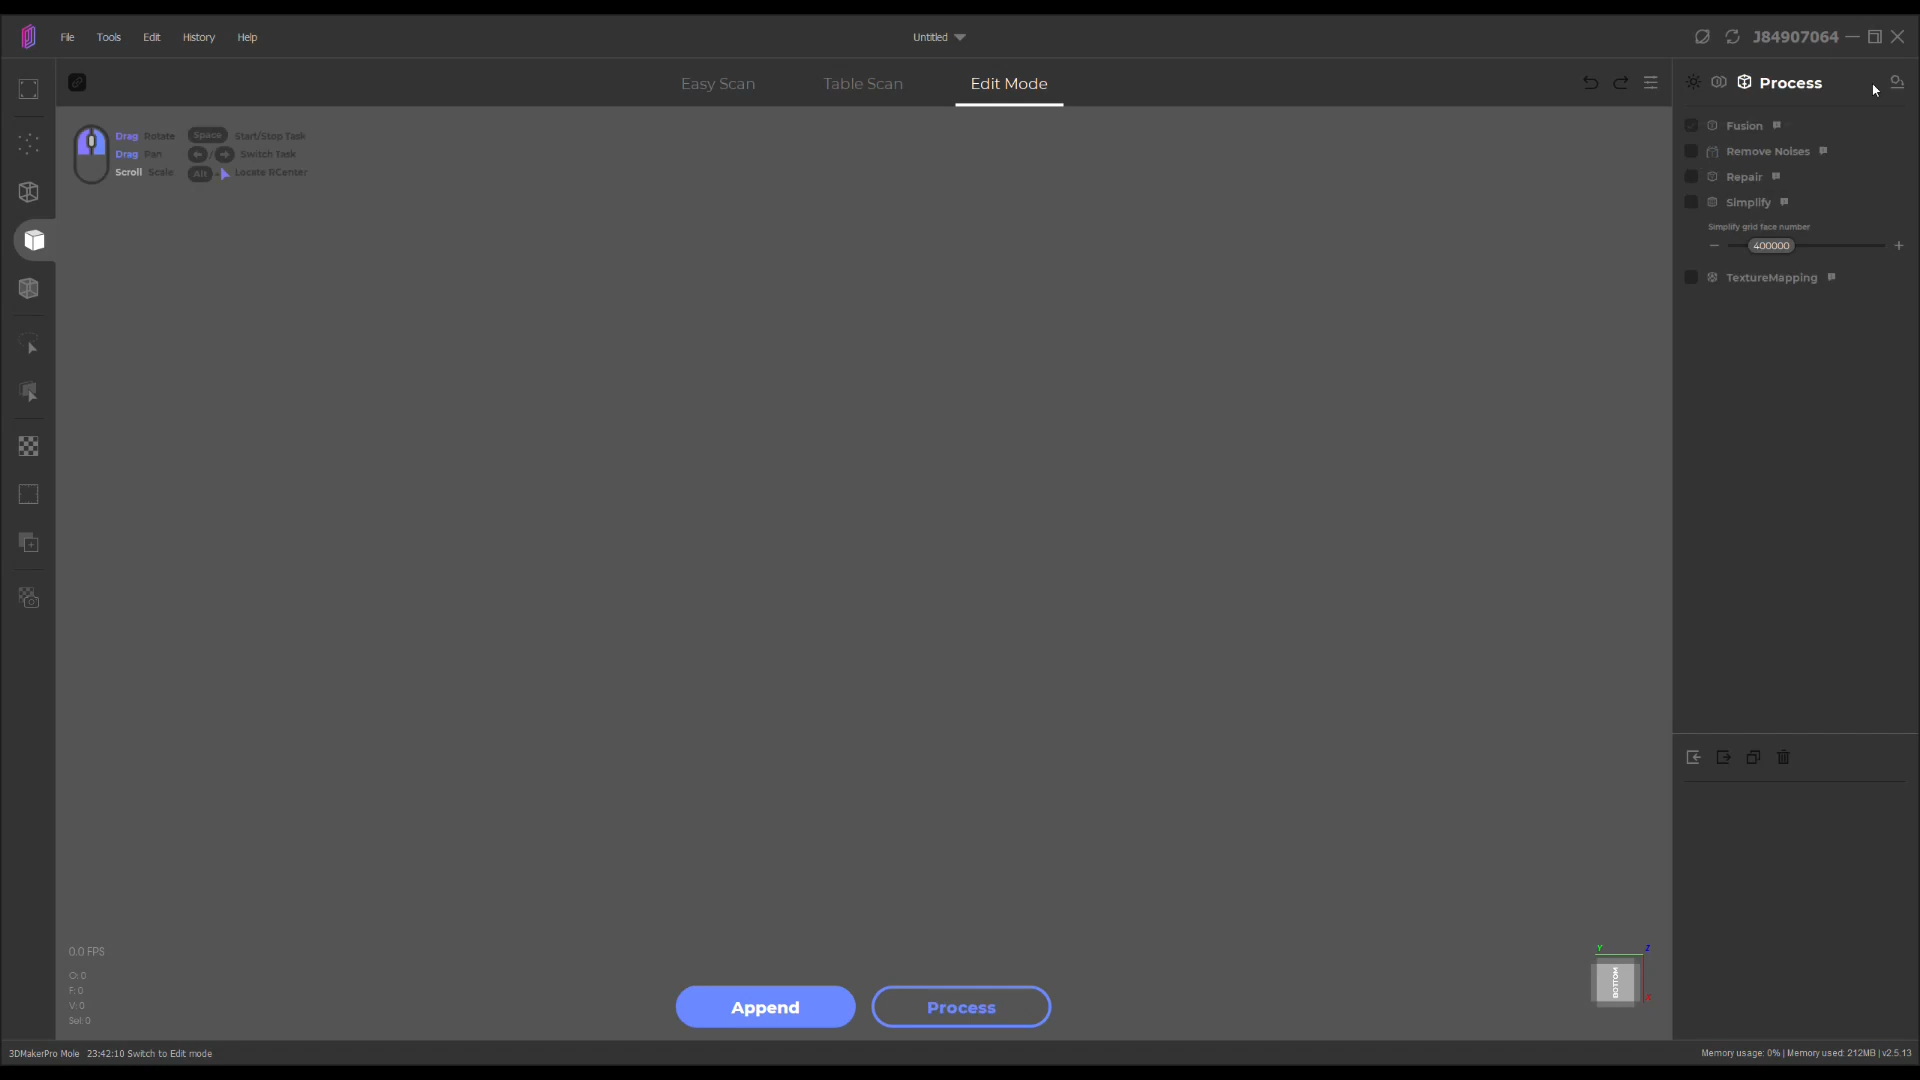 File Tools Edit History Help
Untitled
J84907064
Easy Scan Table Scan Edit Mode
Process
Drag Rotate Space Start/Stop Task
Drag Pan ← / → Switch Task
Scroll Scale Alt + Locate RCenter
Fusion
Remove Noises
Repair
Simplify
Simplify grid face number
− 400000 +
TextureMapping
0.0 FPS
O: 0
F: 0
V: 0
Sel: 0
Y Z
BOTTOM
X
Append Process
3DMakerPro Mole 23:42:10 Switch to Edit mode
Memory usage: 0% | Memory used: 212MB | v2.5.13